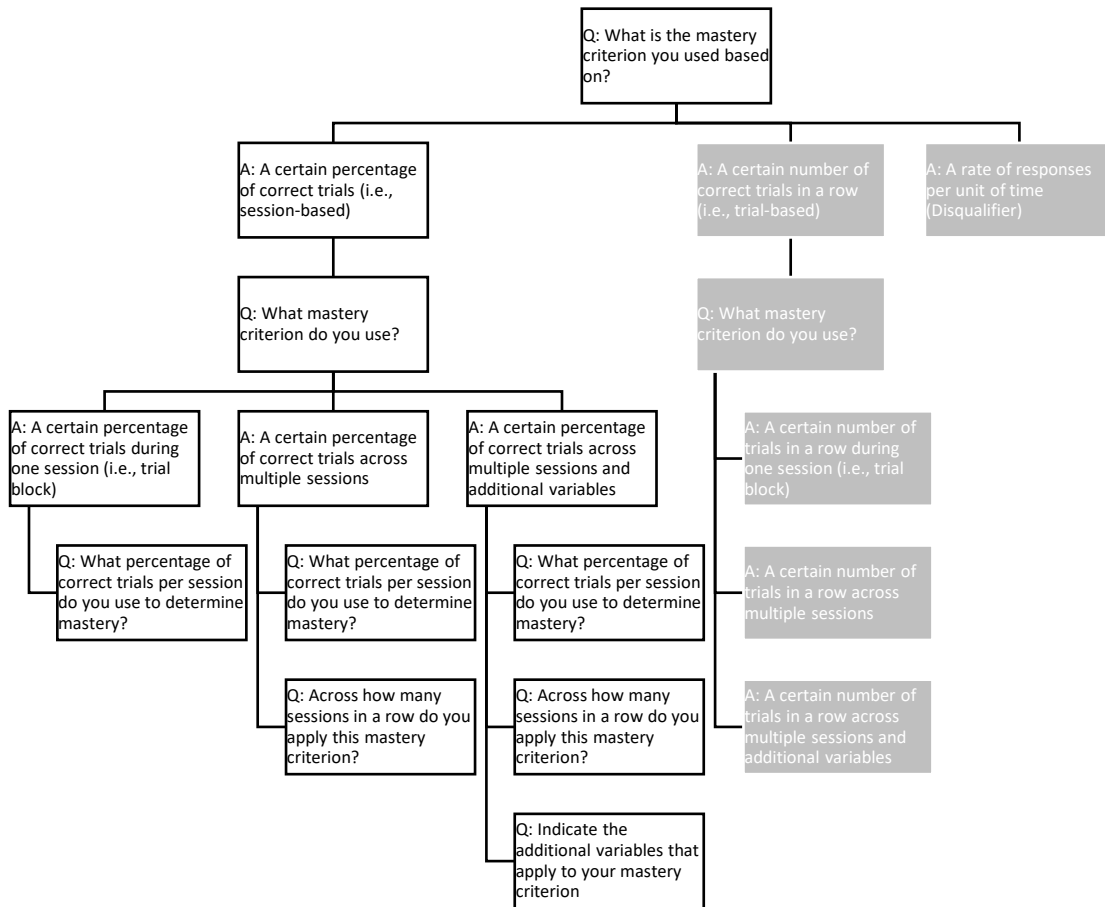 Q: What is the mastery
criterion you used based
on?
A: A certain percentage
of correct trials (i.e.,
session-based)
A: A certain number of
correct trials in a row
(i.e., trial-based)
A: A rate of responses
per unit of time
(Disqualifier)
Q: What mastery
criterion do you use?
Q: What mastery
criterion do you use?
A: A certain percentage
of correct trials during
one session (i.e., trial
block)
A: A certain percentage
of correct trials across
multiple sessions
A: A certain percentage
of correct trials across
multiple sessions and
additional variables
A: A certain number of
trials in a row during
one session (i.e., trial
block)
Q: What percentage of
correct trials per session
do you use to determine
mastery?
Q: What percentage of
correct trials per session
do you use to determine
mastery?
Q: What percentage of
correct trials per session
do you use to determine
mastery?
A: A certain number of
trials in a row across
multiple sessions
Q: Across how many
sessions in a row do you
apply this mastery
criterion?
Q: Across how many
sessions in a row do you
apply this mastery
criterion?
A: A certain number of
trials in a row across
multiple sessions and
additional variables
Q: Indicate the
additional variables that
apply to your mastery
criterion